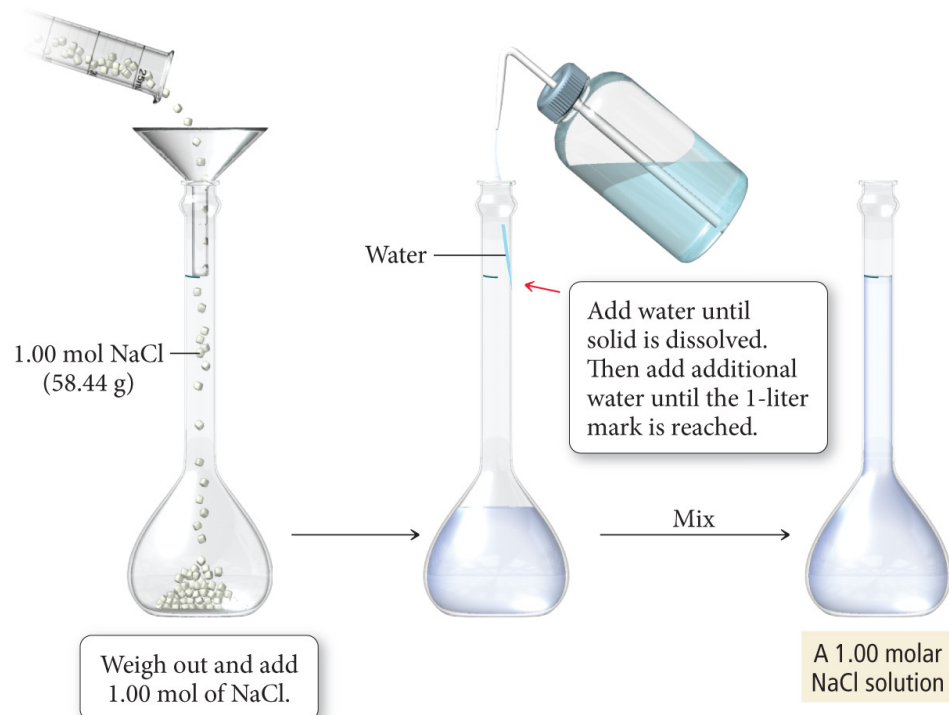 Water
Add water until
solid is dissolved.
Then add additional
water until the 1-liter
mark is reached.
1.00 mol NaCl
(58.44 g)
Mix
Weigh out and add
1.00 mol of NaCl.
A 1.00 molar
NaCl solution